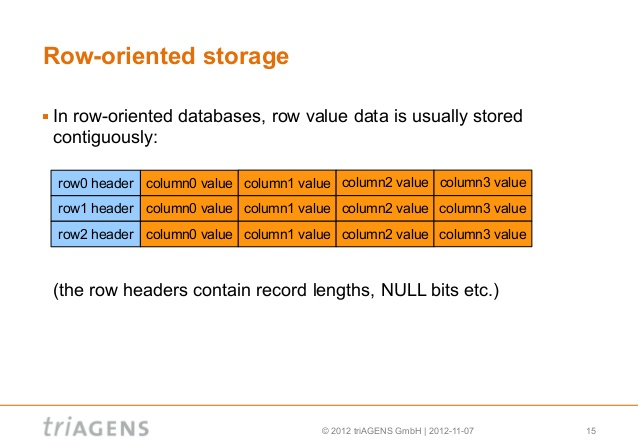 Row-oriented storage
In row-oriented databases, row value data is usually stored
contiguously:
row0 header column0 value column1 value column2 value column3 value
row1 header column0 value column1 value column2 value column3 value
row2 header column0 value column1 value column2 value column3 value
(the row headers contain record lengths, NULL bits etc.)
triAGENS © 2012 triAGENS GmbH | 2012-11-07 15